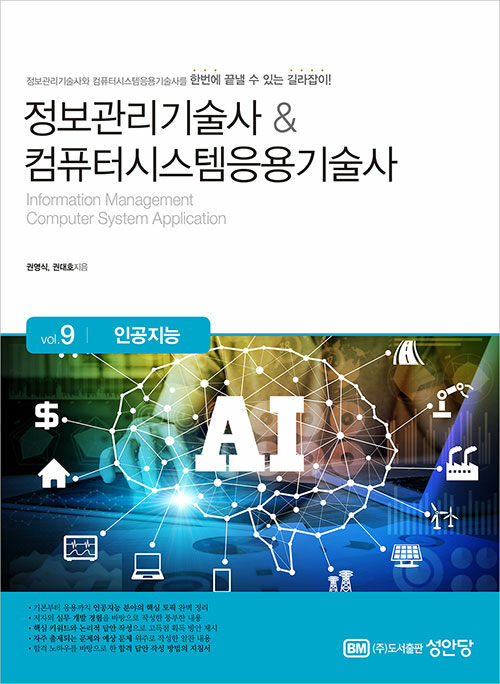 정보관리기술사와 컴퓨터시스템응용기술사를 한번에 끝낼 수 있는 길라잡이!
정보관리기술사 &
컴퓨터시스템응용기술사
Information Management
Computer System Application
권영식, 권대호지음
vol.9 | 인공지능
AI
$
• 기본부터 응용까지 인공지능 분야의 핵심 토픽 완벽 정리
• 저자의 실무 개발 경험을 바탕으로 작성한 풍부한 내용
• 핵심 키워드와 논리적 답안 작성으로 고득점 획득 방안 제시
• 자주 출제되는 문제와 예상 문제 위주로 작성한 알찬 내용
• 합격 노하우를 바탕으로 한 합격 답안 작성 방법의 지침서
BM (주)도서출판 성안당